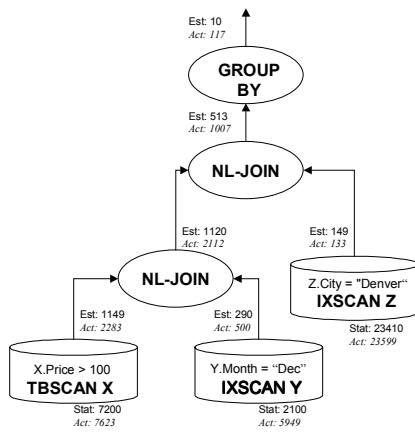 Est: 10
Act: 117
GROUP
BY
Est: 513
Act: 1007
NL-JOIN
Est: 1120
Act: 2112
Est: 149
Act: 133
NL-JOIN
Z.City = "Denver“
IXSCAN Z
Stat: 23410
Act: 23599
Est: 1149
Act: 2283
Est: 290
Act: 500
X.Price > 100
TBSCAN X
Y.Month = “Dec”
IXSCAN Y
Stat: 7200
Act: 7623
Stat: 2100
Act: 5949